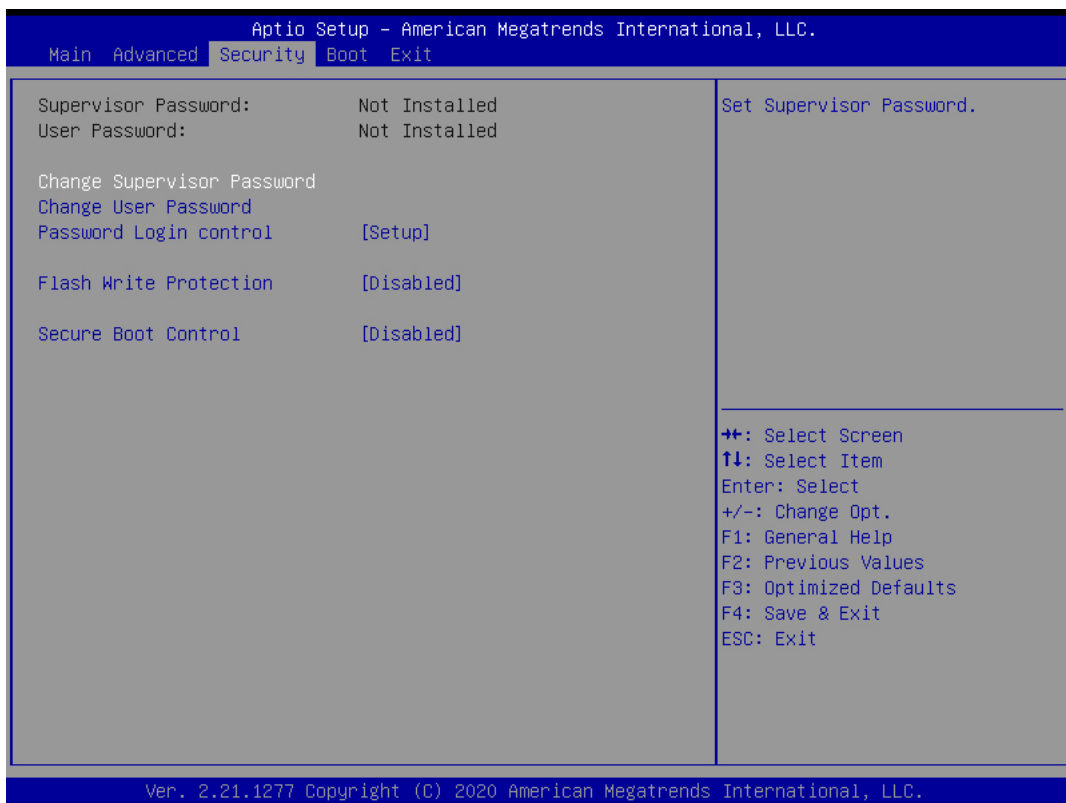 Aptio Setup – American Megatrends International, LLC.
Main Advanced Security Boot Exit
Supervisor Password: Not Installed
User Password: Not Installed
Change Supervisor Password
Change User Password
Password Login control [Setup]
Flash Write Protection [Disabled]
Secure Boot Control [Disabled]
Set Supervisor Password.
→←: Select Screen
↑↓: Select Item
Enter: Select
+/-: Change Opt.
F1: General Help
F2: Previous Values
F3: Optimized Defaults
F4: Save & Exit
ESC: Exit
Ver. 2.21.1277 Copyright (C) 2020 American Megatrends International, LLC.